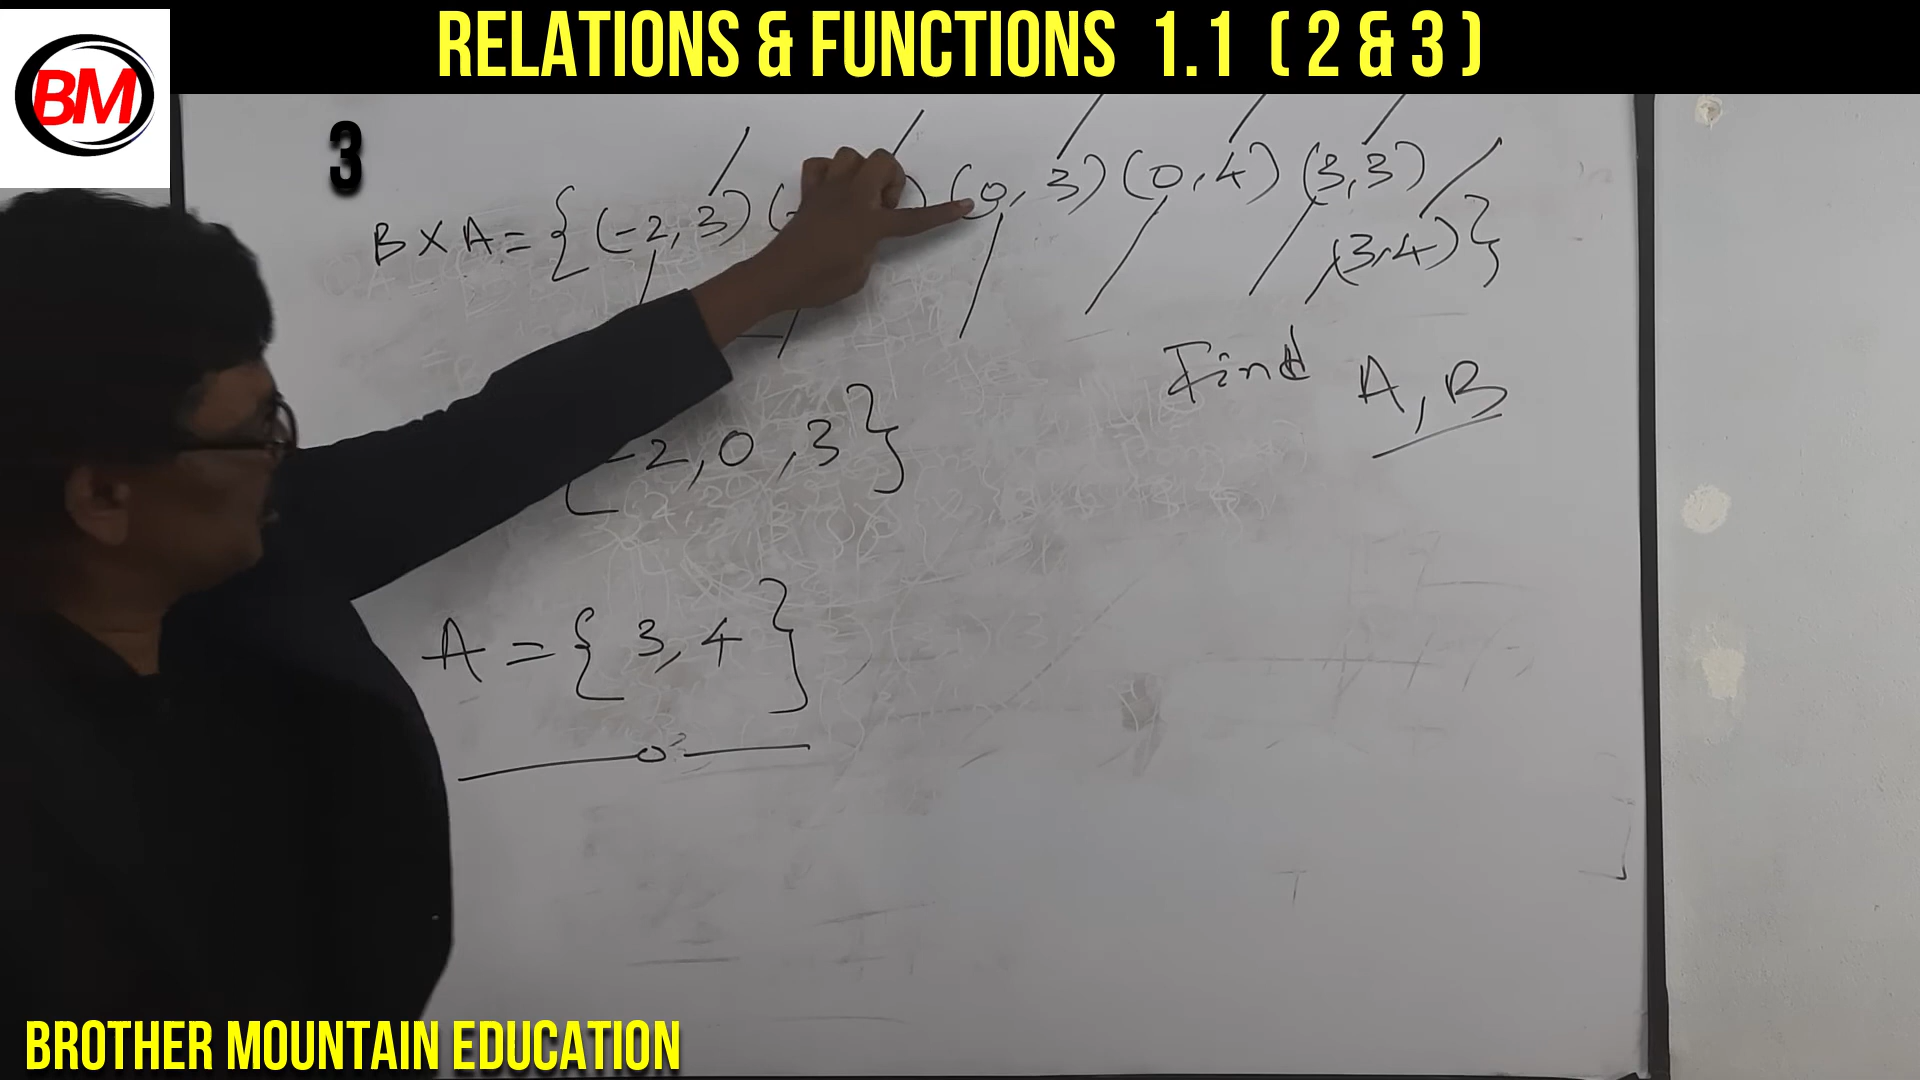 RELATIONS & FUNCTIONS 1.1 ( 2 & 3 )
BM
3
B X A = { (-2, 3) (- ) (0, 3) (0, 4) (3, 3)
(3, 4) }
Find A, B
{ -2, 0, 3 }
A = { 3, 4 }
BROTHER MOUNTAIN EDUCATION